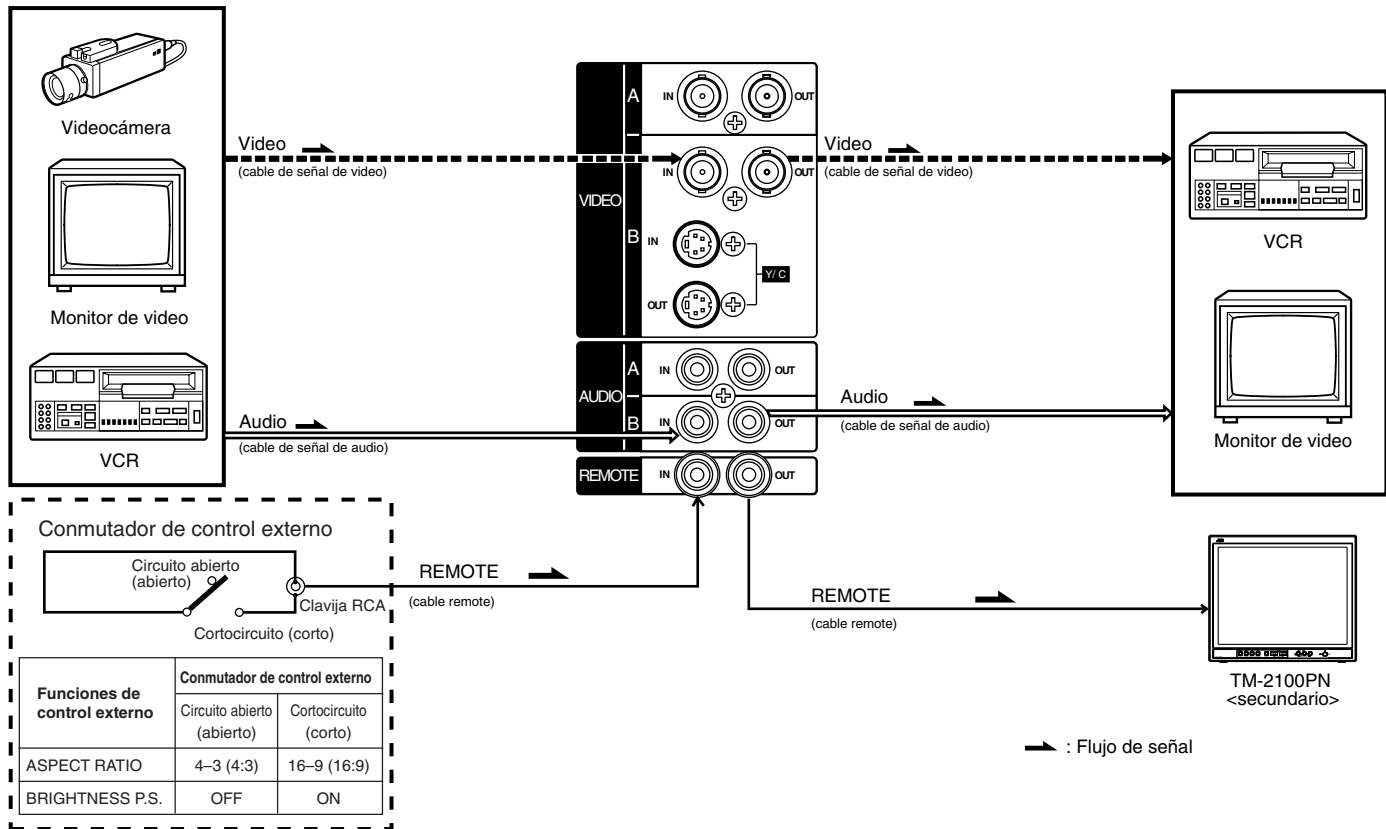 Videocámera
Monitor de video
VCR
Video
(cable de señal de video)
Audio
(cable de señal de audio)
VIDEO
A
IN
OUT
B
IN
OUT
IN
OUT
Y/C
AUDIO
A
IN
OUT
B
IN
OUT
REMOTE
IN
OUT
Video
(cable de señal de video)
Audio
(cable de señal de audio)
VCR
Monitor de video
Conmutador de control externo
Circuito abierto
(abierto)
Clavija RCA
Cortocircuito (corto)
REMOTE
(cable remote)
REMOTE
(cable remote)
TM-2100PN
<secundario>
Funciones de
control externo
Conmutador de control externo
Circuito abierto
(abierto)
Cortocircuito
(corto)
ASPECT RATIO
4–3 (4:3)
16–9 (16:9)
BRIGHTNESS P.S.
OFF
ON
: Flujo de señal